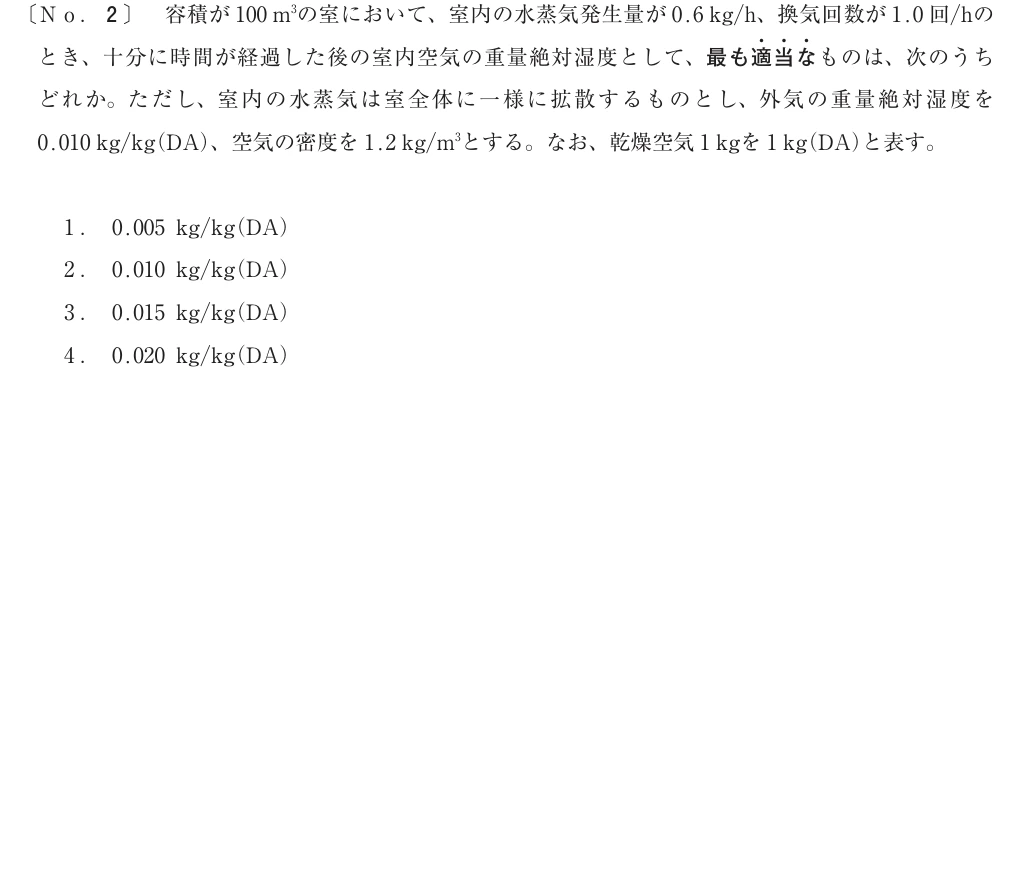 〔No. 2〕 容積が100 m³の室において、室内の水蒸気発生量が0.6 kg/h、換気回数が1.0 回/hの
とき、十分に時間が経過した後の室内空気の重量絶対湿度として、最も適当なものは、次のうち
どれか。ただし、室内の水蒸気は室全体に一様に拡散するものとし、外気の重量絶対湿度を
0.010 kg/kg(DA)、空気の密度を1.2 kg/m³とする。なお、乾燥空気1 kgを1 kg(DA)と表す。
1. 0.005 kg/kg(DA)
2. 0.010 kg/kg(DA)
3. 0.015 kg/kg(DA)
4. 0.020 kg/kg(DA)